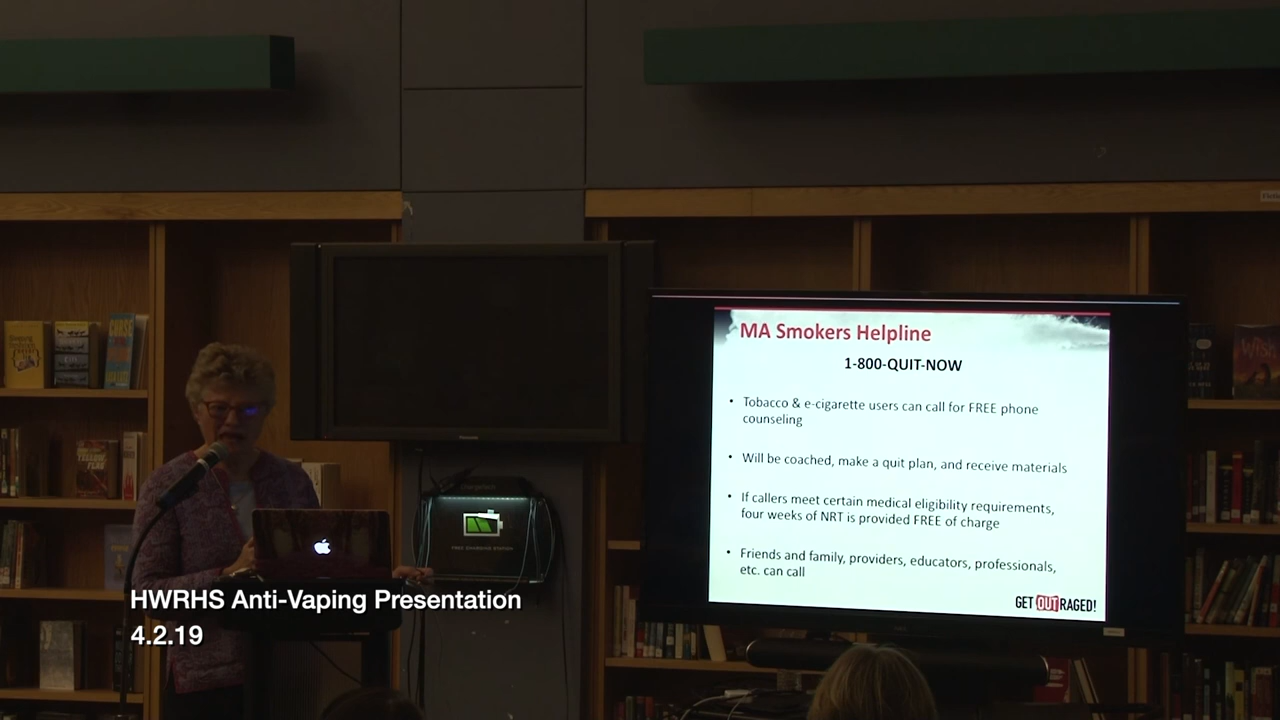 MA Smokers Helpline
1-800-QUIT-NOW
• Tobacco & e-cigarette users can call for FREE phone
counseling
• Will be coached, make a quit plan, and receive materials
• If callers meet certain medical eligibility requirements,
four weeks of NRT is provided FREE of charge
• Friends and family, providers, educators, professionals,
etc. can call
GET OUTRAGED!
FREE CHARGING STATION
HWRHS Anti-Vaping Presentation
4.2.19